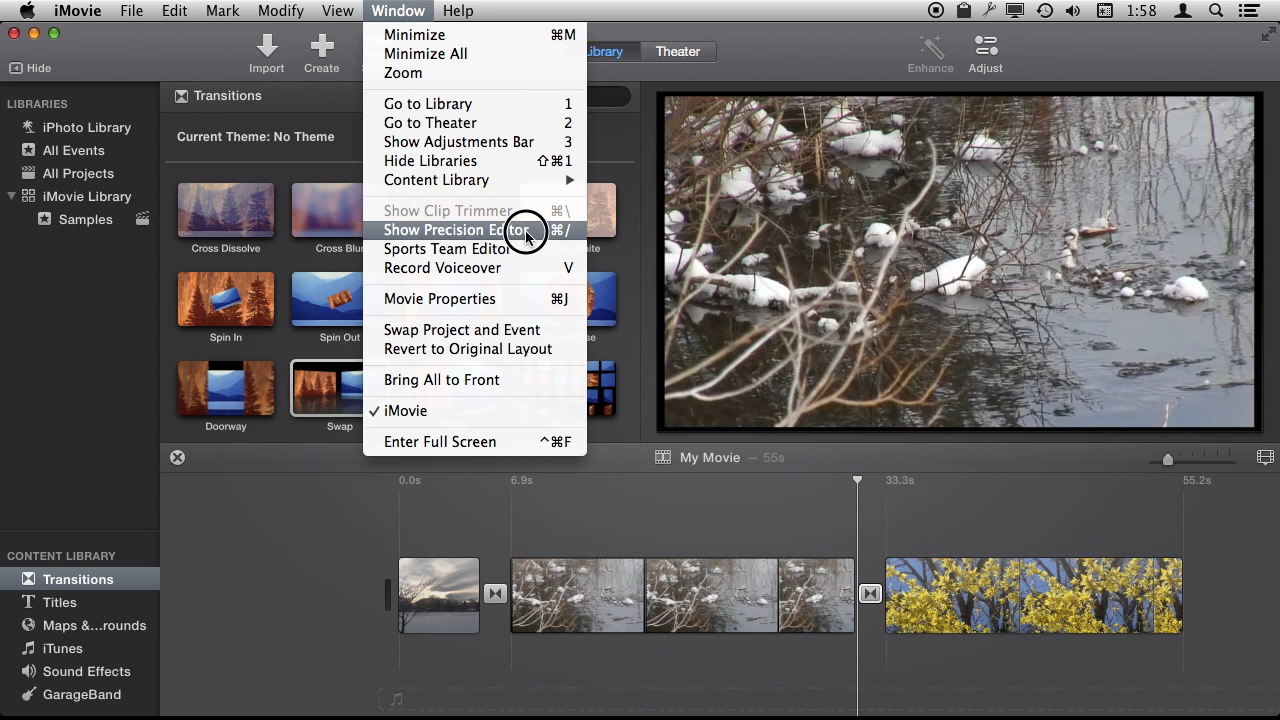 iMovie File Edit Mark Modify View Window Help 1:58
Hide
Import
Create
Library
Theater
Enhance
Adjust
Minimize ⌘M
Minimize All
Zoom
Go to Library 1
Go to Theater 2
Show Adjustments Bar 3
Hide Libraries ⇧⌘1
Content Library
Show Clip Trimmer ⌘\
Show Precision Editor ⌘/
Sports Team Editor
Record Voiceover V
Movie Properties ⌘J
Swap Project and Event
Revert to Original Layout
Bring All to Front
✓ iMovie
Enter Full Screen ^⌘F
LIBRARIES
iPhoto Library
All Events
All Projects
iMovie Library
Samples
Transitions
Current Theme: No Theme
Cross Dissolve
Cross Blur
Spin In
Spin Out
Doorway
Swap
CONTENT LIBRARY
Transitions
Titles
Maps &...rounds
iTunes
Sound Effects
GarageBand
My Movie — 55s
0.0s 6.9s 33.3s 55.2s